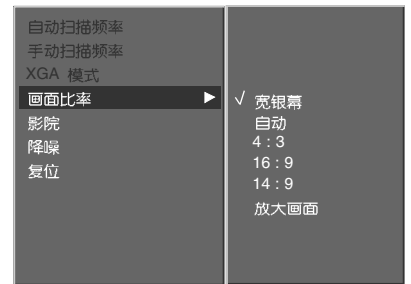 自动扫描频率
手动扫描频率
XGA 模式
画面比率 ▶
影院
降噪
复位
√ 宽银幕
自动
4 : 3
16 : 9
14 : 9
放大画面